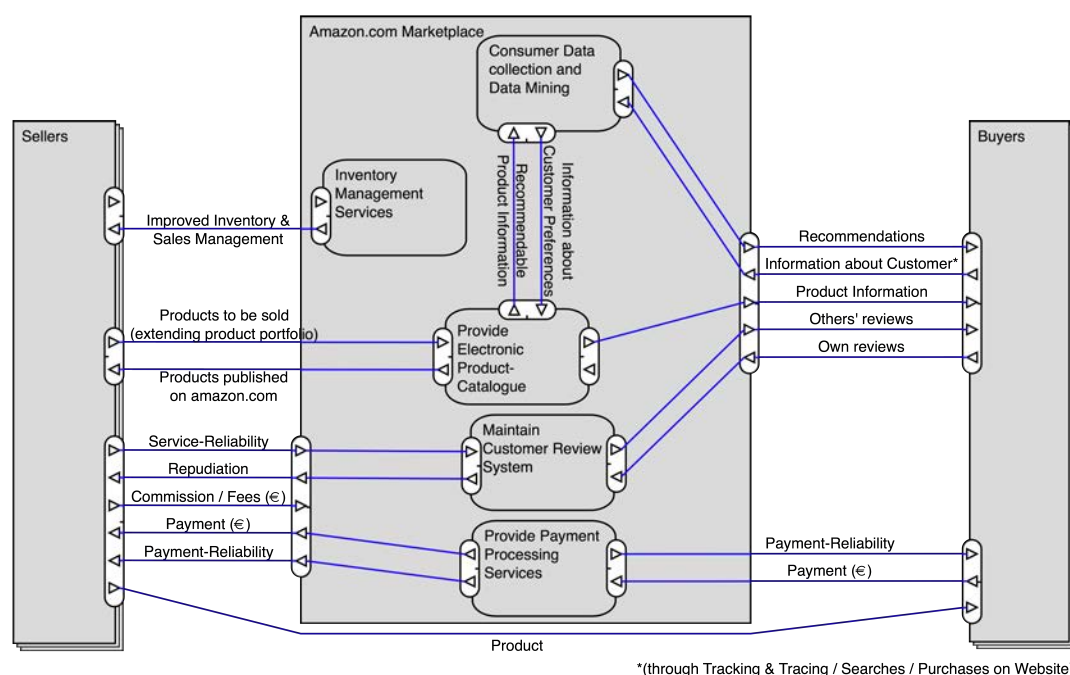 Amazon.com Marketplace
Consumer Data
collection and
Data Mining
Sellers
Buyers
Inventory
Management
Services
Improved Inventory &
Sales Management
Recommendable
Product Information
Information about
Customer Preferences
Recommendations
Information about Customer*
Product Information
Others' reviews
Own reviews
Products to be sold
(extending product portfolio)
Products published
on amazon.com
Provide
Electronic
Product-
Catalogue
Maintain
Customer Review
System
Service-Reliability
Repudiation
Commission / Fees (€)
Payment (€)
Payment-Reliability
Provide Payment
Processing
Services
Payment-Reliability
Payment (€)
Product
*(through Tracking & Tracing / Searches / Purchases on Website